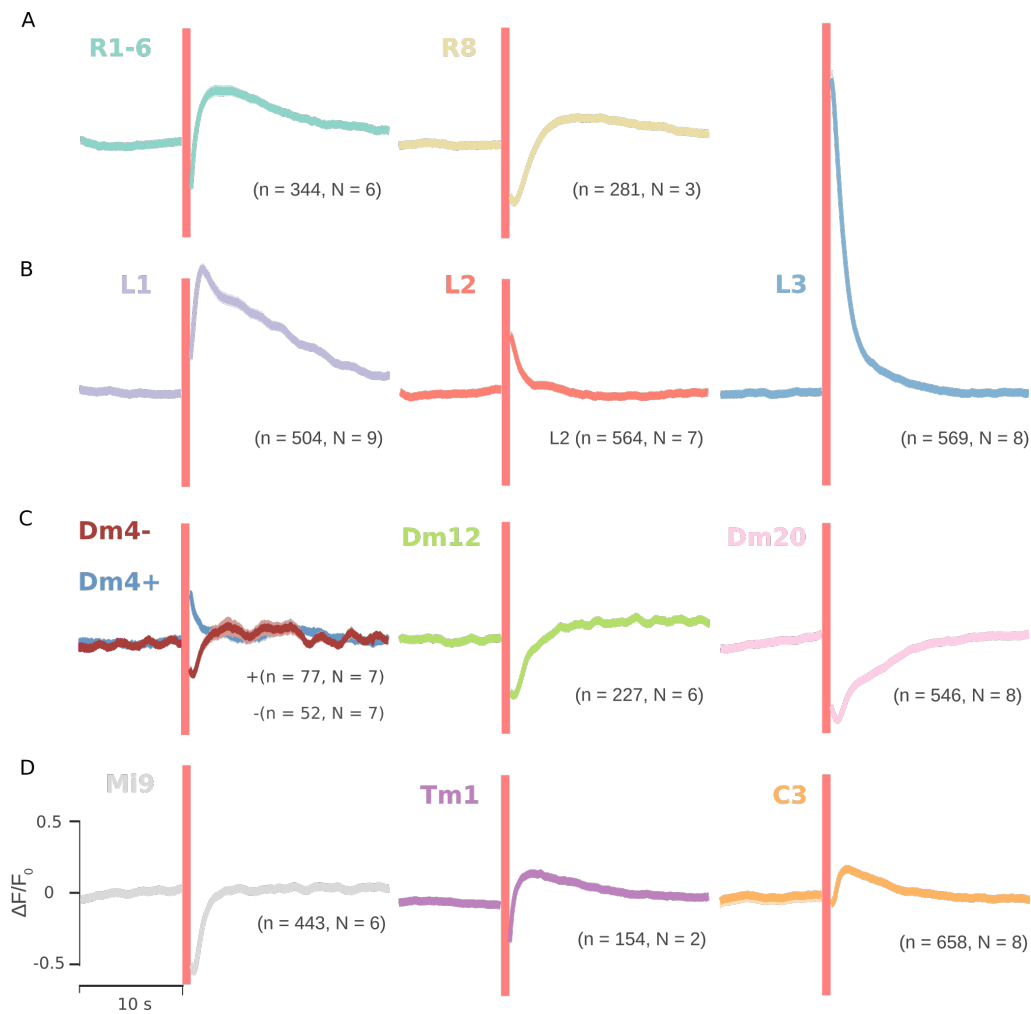 A
R1-6
R8
(n = 344, N = 6)
(n = 281, N = 3)
B
L1
L2
L3
(n = 504, N = 9)
L2 (n = 564, N = 7)
(n = 569, N = 8)
C
Dm4-
Dm4+
Dm12
Dm20
+(n = 77, N = 7)
-(n = 52, N = 7)
(n = 227, N = 6)
(n = 546, N = 8)
D
Mi9
Tm1
C3
0.5
0
-0.5
ΔF/F0
10 s
(n = 443, N = 6)
(n = 154, N = 2)
(n = 658, N = 8)